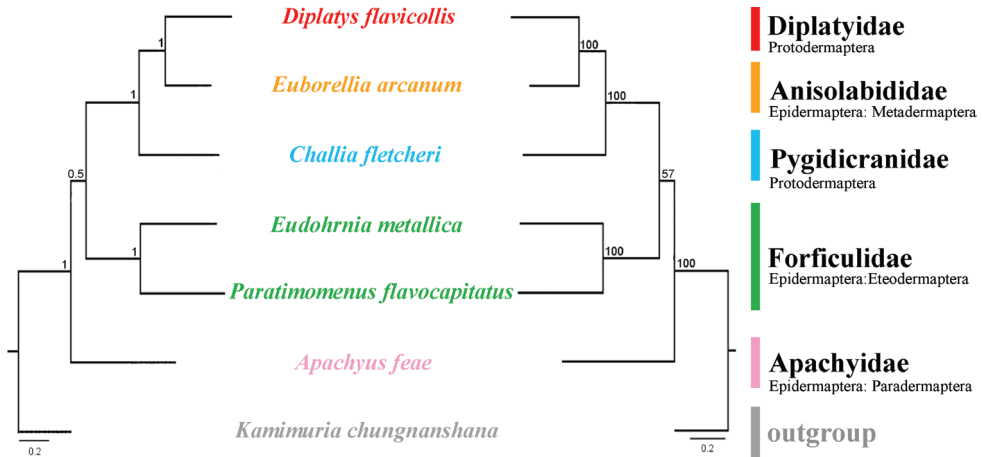 Diplatys flavicollis
Euborellia arcanum
Challia fletcheri
Eudohrnia metallica
Paratimomenus flavocapitatus
Apachyus feae
Kamimuria chungnanshana
1
1
0.5
1
1
0.2
100
100
57
100
100
0.2
Diplatyidae
Protodermaptera
Anisolabididae
Epidermaptera: Metadermaptera
Pygidicranidae
Protodermaptera
Forficulidae
Epidermaptera:Eteodermaptera
Apachyidae
Epidermaptera: Paradermaptera
outgroup